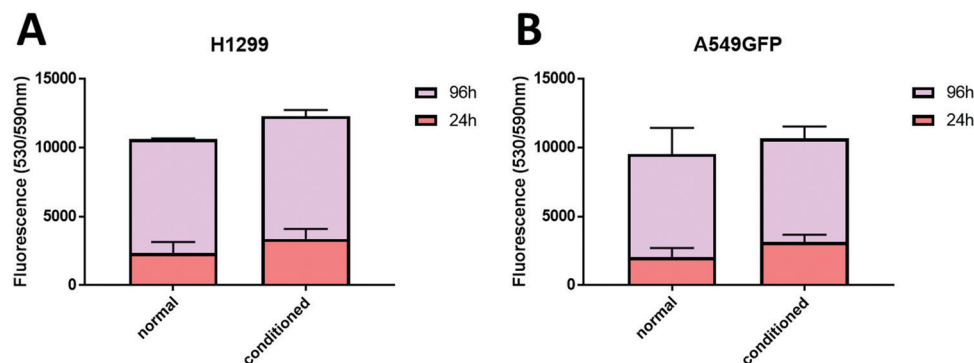 A
H1299
Fluorescence (530/590nm)
15000
10000
5000
0
normal
conditioned
96h
24h
B
A549GFP
Fluorescence (530/590nm)
15000
10000
5000
0
normal
conditioned
96h
24h